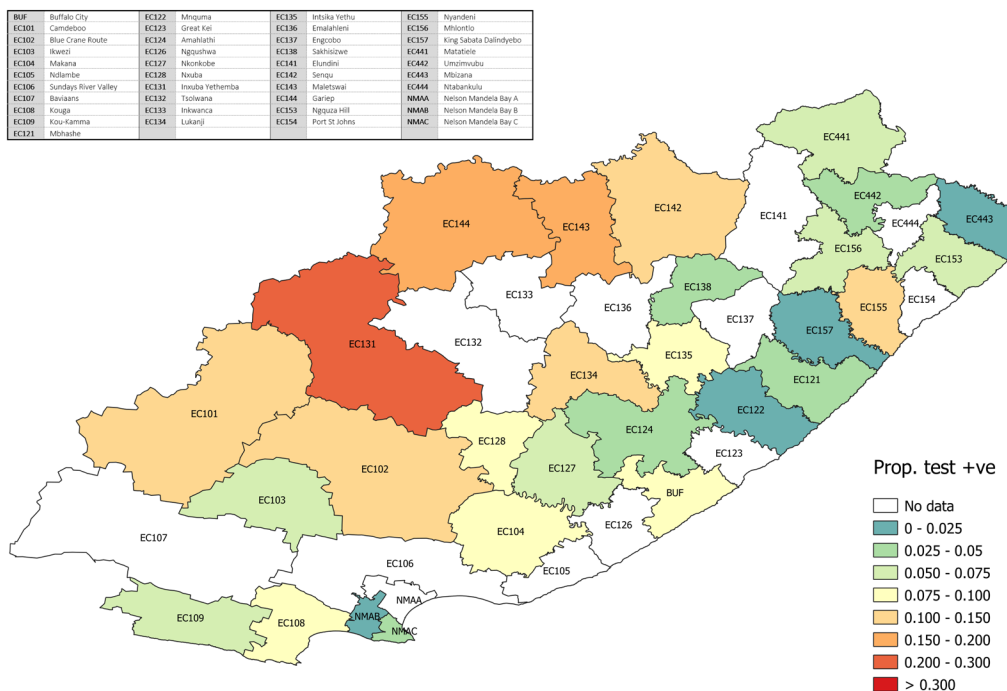 BUF Buffalo City EC122 Mnquma EC135 Intsika Yethu EC155 Nyandeni
EC101 Camdeboo EC123 Great Kei EC136 Emalahleni EC156 Mhlontlo
EC102 Blue Crane Route EC124 Amahlathi EC137 Engcobo EC157 King Sabata Dalindyebo
EC103 Ikwezi EC126 Ngqushwa EC138 Sakhisizwe EC441 Matatiele
EC104 Makana EC127 Nkonkobe EC141 Elundini EC442 Umzimvubu
EC105 Ndlambe EC128 Nxuba EC142 Senqu EC443 Mbizana
EC106 Sundays River Valley EC131 Inxuba Yethemba EC143 Maletswai EC444 Ntabankulu
EC107 Baviaans EC132 Tsolwana EC144 Gariep NMAA Nelson Mandela Bay A
EC108 Kouga EC133 Inkwanca EC153 Ngquza Hill NMAB Nelson Mandela Bay B
EC109 Kou-Kamma EC134 Lukanji EC154 Port St Johns NMAC Nelson Mandela Bay C
EC121 Mbhashe
EC441
EC442
EC142
EC141
EC444
EC443
EC144
EC143
EC156
EC153
EC138
EC133
EC136
EC154
EC155
EC137
EC157
EC131
EC132
EC135
EC134
EC121
EC101
EC122
EC124
EC128
EC123
EC102
EC127
EC103
BUF
EC126
EC104
EC107
EC106
EC105
NMAA
NMAB
EC109
EC108
NMAC
Prop. test +ve
No data
0 - 0.025
0.025 - 0.05
0.050 - 0.075
0.075 - 0.100
0.100 - 0.150
0.150 - 0.200
0.200 - 0.300
> 0.300